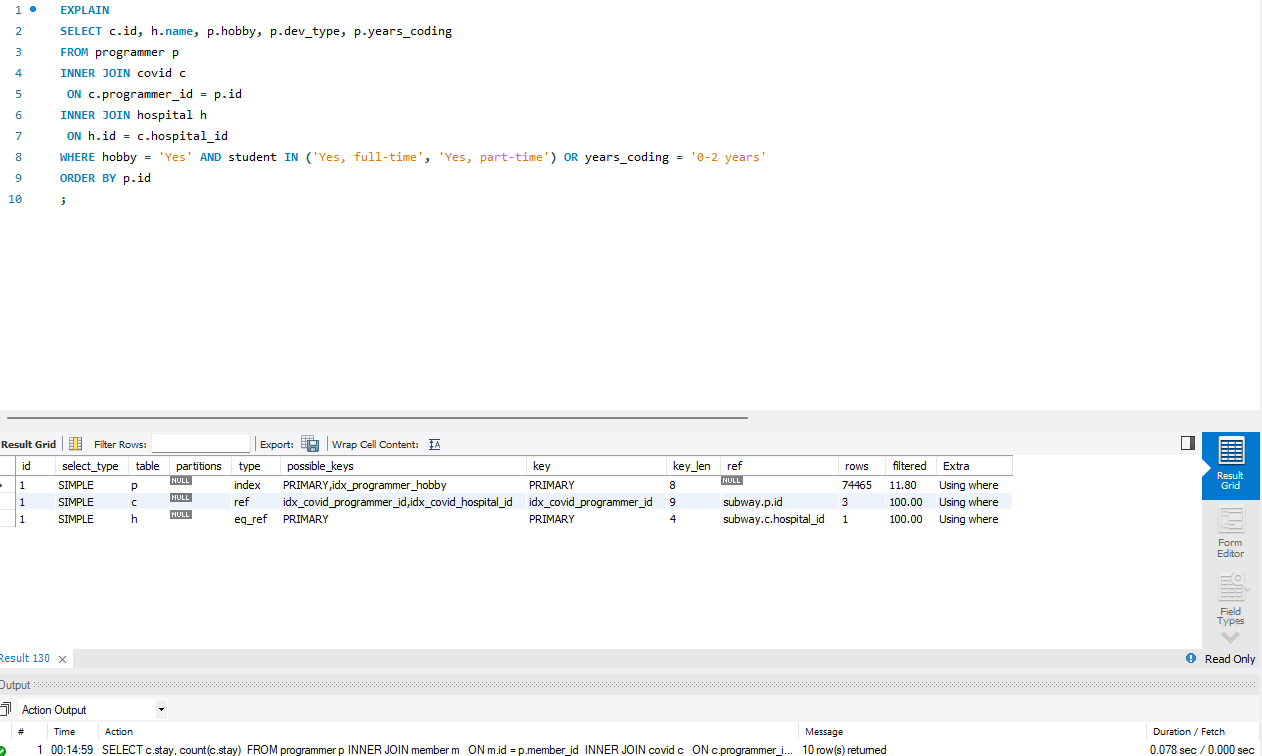 1 EXPLAIN
2 SELECT c.id, h.name, p.hobby, p.dev_type, p.years_coding
3 FROM programmer p
4 INNER JOIN covid c
5 ON c.programmer_id = p.id
6 INNER JOIN hospital h
7 ON h.id = c.hospital_id
8 WHERE hobby = 'Yes' AND student IN ('Yes, full-time', 'Yes, part-time') OR years_coding = '0-2 years'
9 ORDER BY p.id
10 ;
Result Grid Filter Rows: Export: Wrap Cell Content: IA
id select_type table partitions type possible_keys key key_len ref rows filtered Extra
1 SIMPLE p NULL index PRIMARY,idx_programmer_hobby PRIMARY 8 NULL 74465 11.80 Using where
1 SIMPLE c NULL ref idx_covid_programmer_id,idx_covid_hospital_id idx_covid_programmer_id 9 subway.p.id 3 100.00 Using where
1 SIMPLE h NULL eq_ref PRIMARY PRIMARY 4 subway.c.hospital_id 1 100.00 Using where
Result
Grid
Form
Editor
Field
Types
Result 130 Read Only
Output
Action Output
# Time Action Message Duration / Fetch
1 00:14:59 SELECT c.stay, count(c.stay) FROM programmer p INNER JOIN member m ON m.id = p.member_id INNER JOIN covid c ON c.programmer_i... 10 row(s) returned 0.078 sec / 0.000 sec